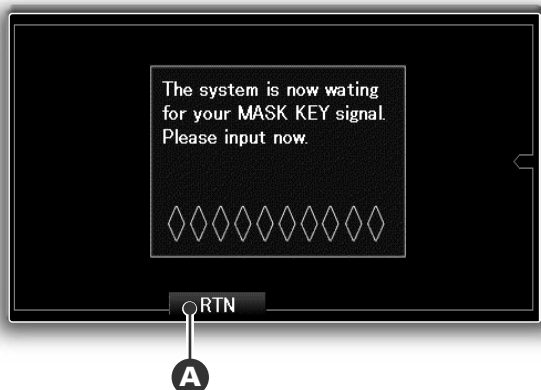 The system is now wating
for your MASK KEY signal.
Please input now.
RTN
A